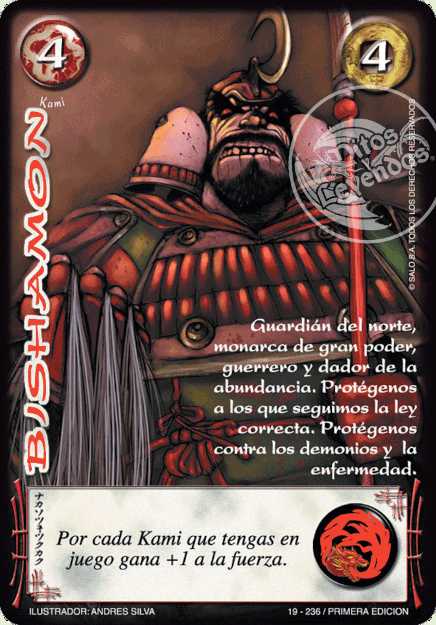 4
4
Kami
BISHAMON
Mitos
y
Leyendas
© SALO S.A. TODOS LOS DERECHOS RESERVADOS
Guardián del norte,
monarca de gran poder,
guerrero y dador de la
abundancia. Protégenos
a los que seguimos la ley
correcta. Protégenos
contra los demonios y la
enfermedad.
Por cada Kami que tengas en
juego gana +1 a la fuerza.
ILUSTRADOR: ANDRES SILVA
19 - 236 / PRIMERA EDICION